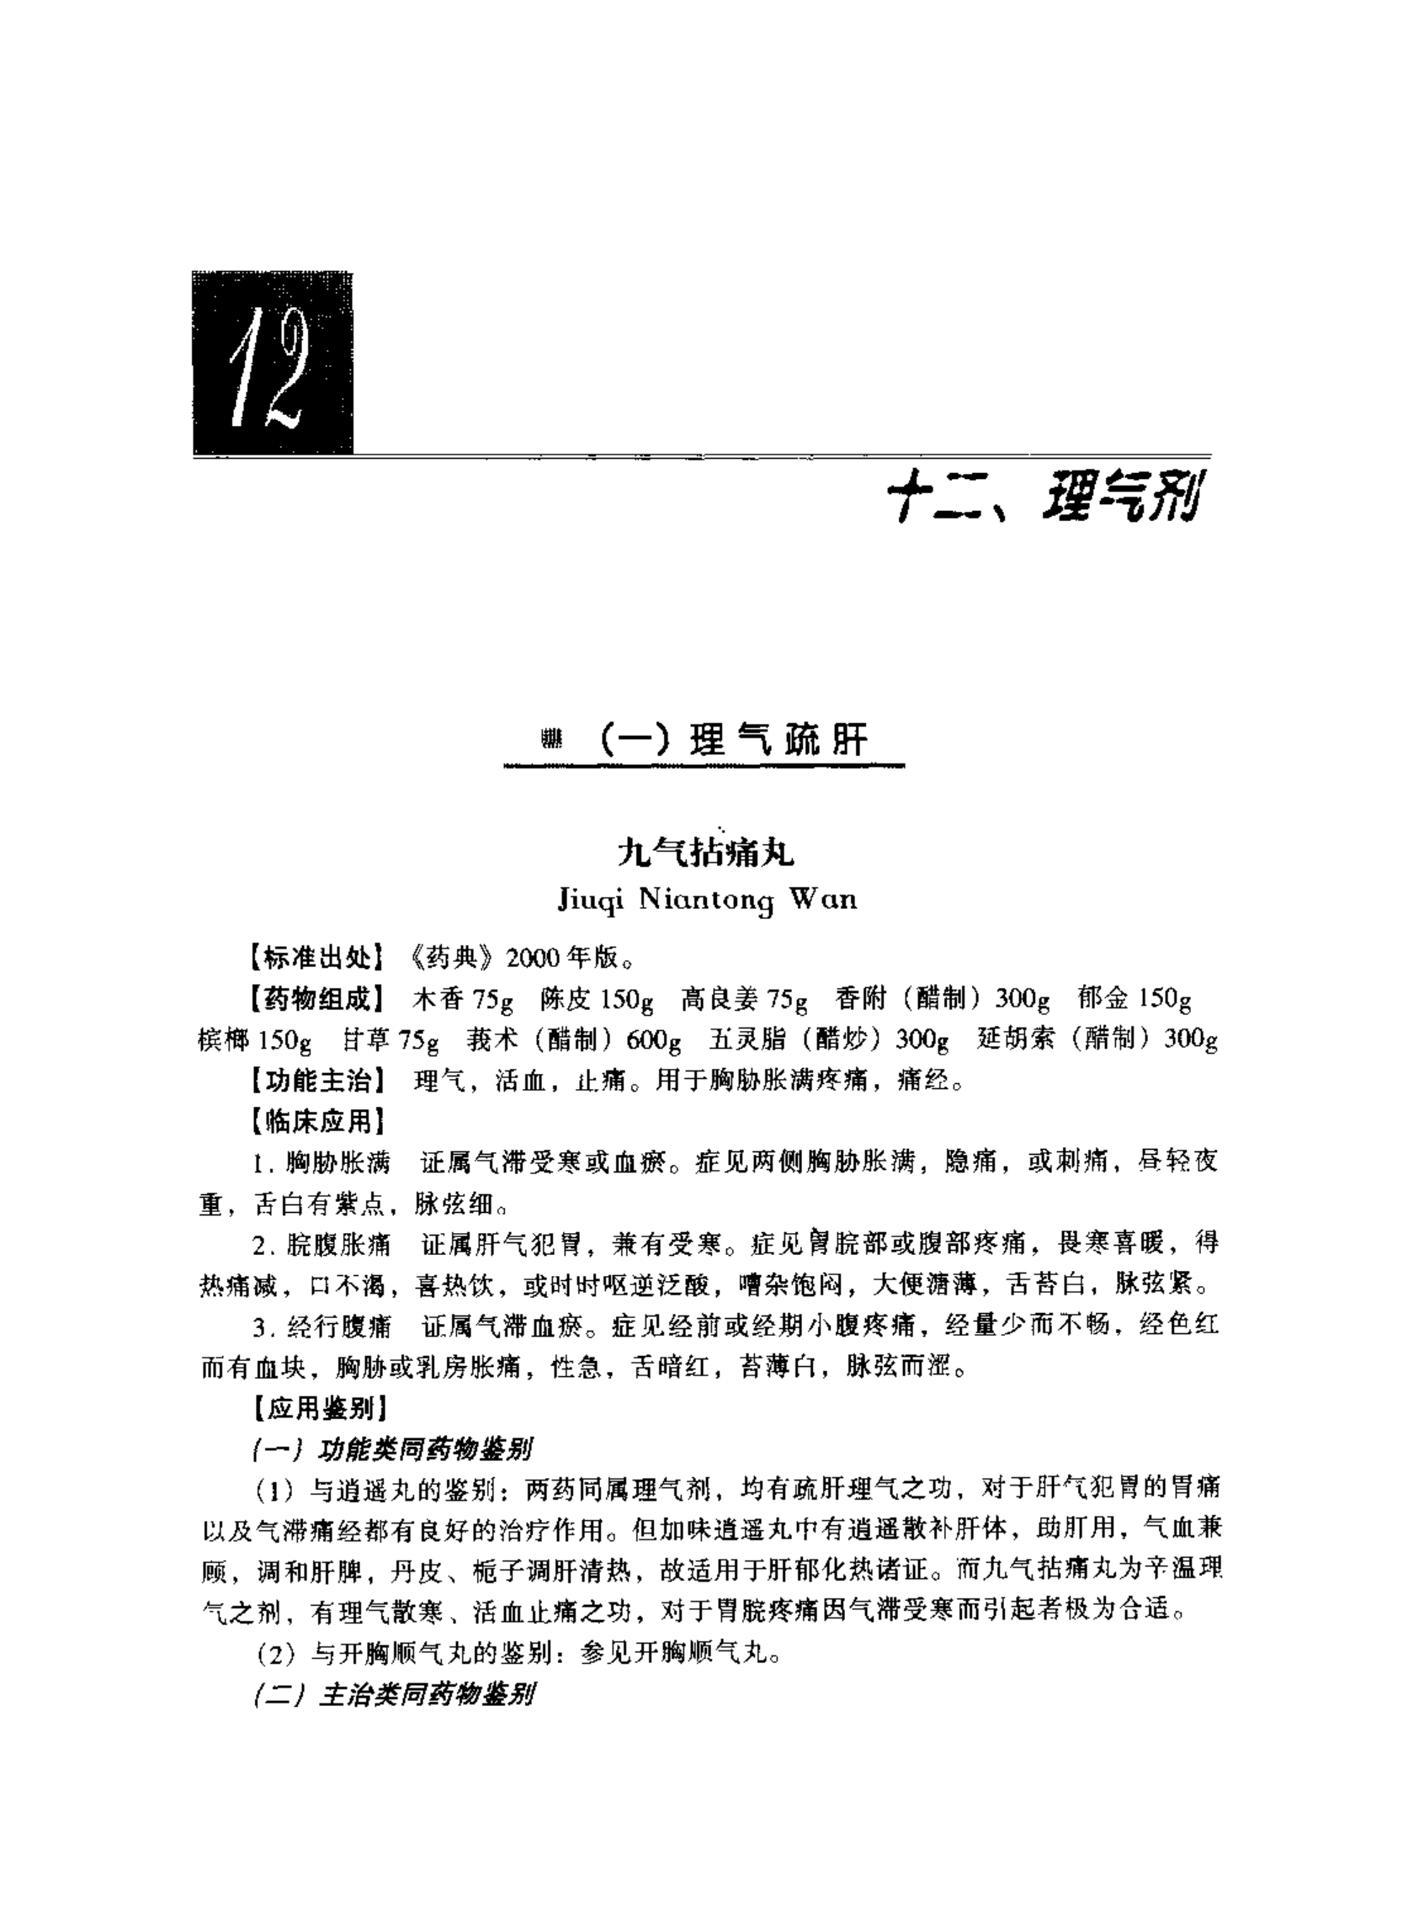 12
十二、理气剂
（一）理气疏肝
九气拈痛丸
Jiuqi Niantong Wan
【标准出处】《药典》2000年版。
【药物组成】 木香75g 陈皮150g 高良姜75g 香附（醋制）300g 郁金150g
槟榔150g 甘草75g 莪术（醋制）600g 五灵脂（醋炒）300g 延胡索（醋制）300g
【功能主治】 理气，活血，止痛。用于胸胁胀满疼痛，痛经。
【临床应用】
1. 胸胁胀满 证属气滞受寒或血瘀。症见两侧胸胁胀满，隐痛，或刺痛，昼轻夜
重，舌白有紫点，脉弦细。
2. 脘腹胀痛 证属肝气犯胃，兼有受寒。症见胃脘部或腹部疼痛，畏寒喜暖，得
热痛减，口不渴，喜热饮，或时时呕逆泛酸，嘈杂饱闷，大便溏薄，舌苔白，脉弦紧。
3. 经行腹痛 证属气滞血瘀。症见经前或经期小腹疼痛，经量少而不畅，经色红
而有血块，胸胁或乳房胀痛，性急，舌暗红，苔薄白，脉弦而涩。
【应用鉴别】
（一）功能类同药物鉴别
（1）与逍遥丸的鉴别：两药同属理气剂，均有疏肝理气之功，对于肝气犯胃的胃痛
以及气滞痛经都有良好的治疗作用。但加味逍遥丸中有逍遥散补肝体，助肝用，气血兼
顾，调和肝脾，丹皮、栀子调肝清热，故适用于肝郁化热诸证。而九气拈痛丸为辛温理
气之剂，有理气散寒、活血止痛之功，对于胃脘疼痛因气滞受寒而引起者极为合适。
（2）与开胸顺气丸的鉴别：参见开胸顺气丸。
（二）主治类同药物鉴别